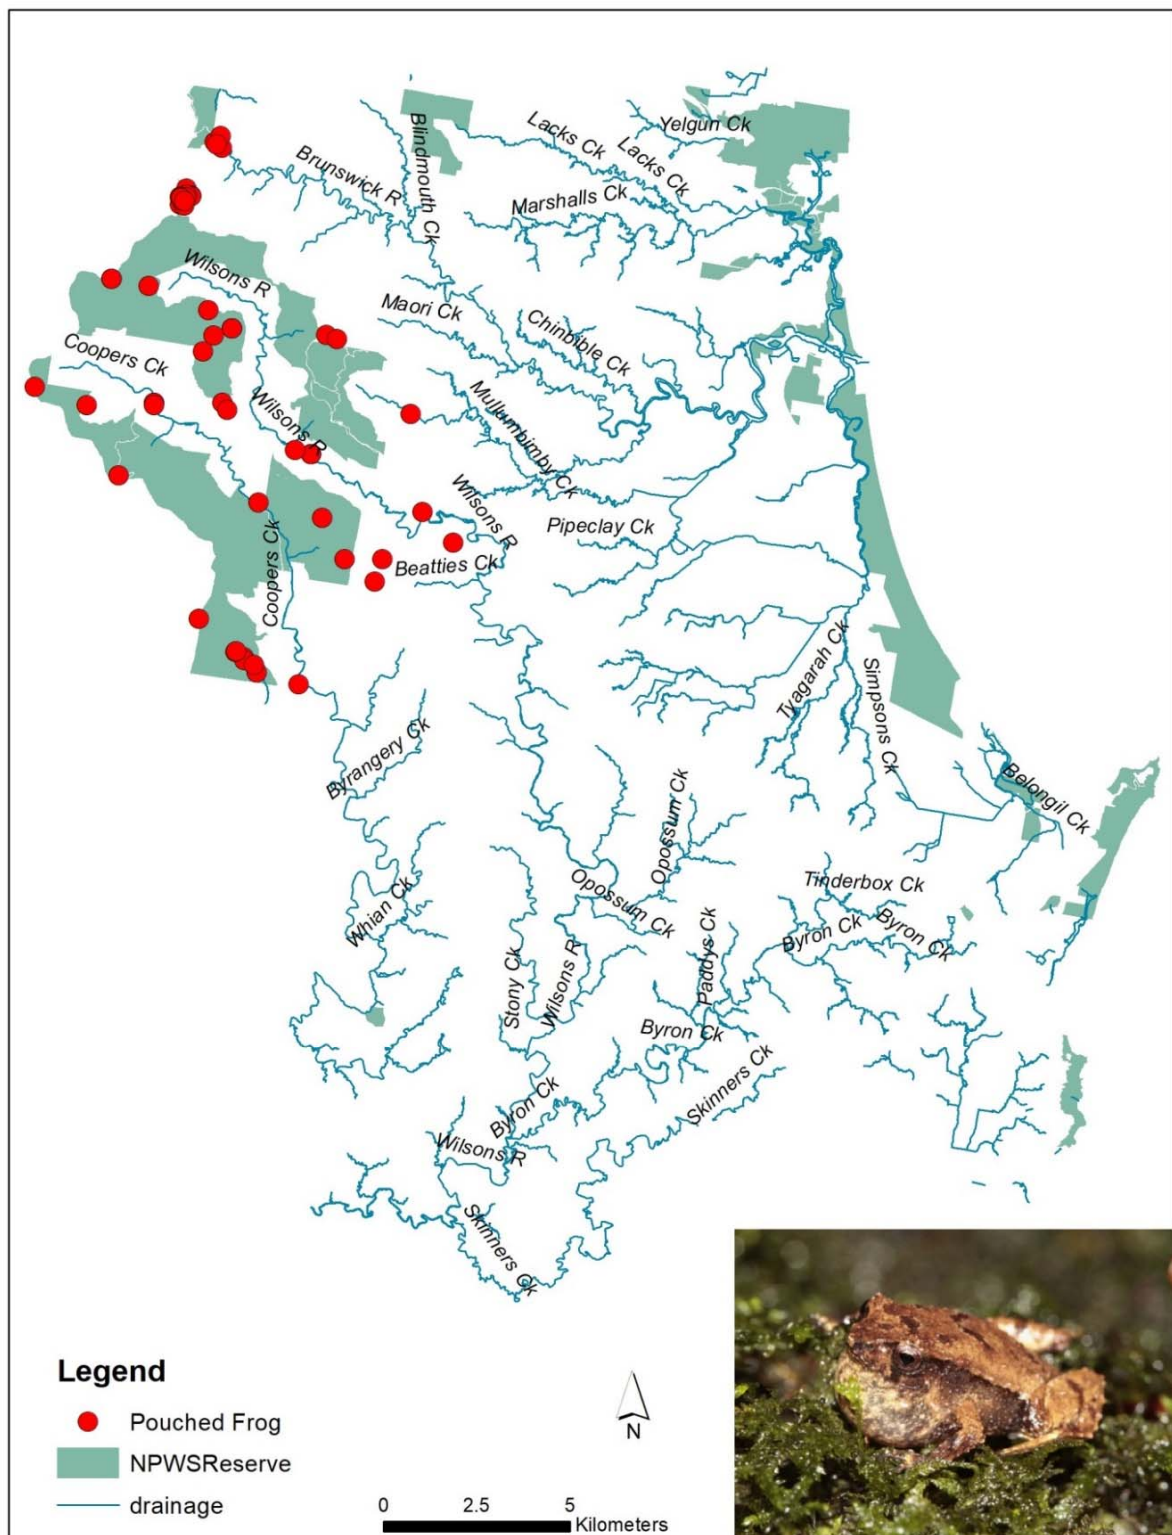 Yelgun Ck
Lacks Ck
Lacks Ck
Blindmouth Ck
Brunswick R
Marshalls Ck
Wilsons R
Maori Ck
Chinbible Ck
Coopers Ck
Wilsons R
Mullumbimby Ck
Wilsons R
Pipeclay Ck
Beatties Ck
Coopers Ck
Tyagarah Ck
Simpsons Ck
Byrangery Ck
Belongil Ck
Opossum Ck
Opossum Ck
Tinderbox Ck
Whian Ck
Byron Ck
Byron Ck
Paddys Ck
Stony Ck
Wilsons R
Byron Ck
Skinners Ck
Byron Ck
Wilsons R
Skinners Ck
Legend
Pouched Frog
NPWSReserve
drainage
N
0 2.5 5
Kilometers